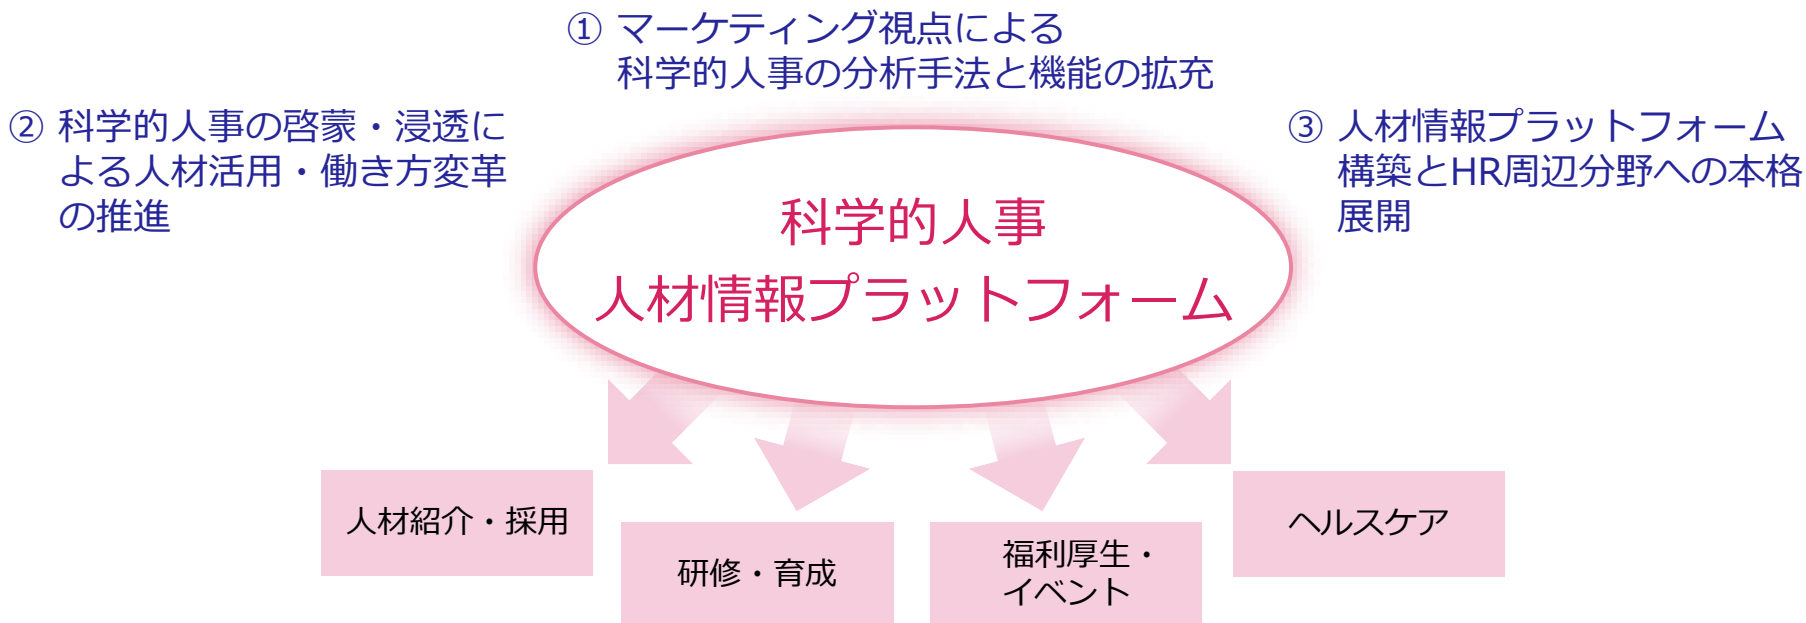 ① マーケティング視点による
科学的人事の分析手法と機能の拡充
② 科学的人事の啓蒙・浸透に
よる人材活用・働き方変革
の推進
③ 人材情報プラットフォーム
構築とHR周辺分野への本格
展開
科学的人事
人材情報プラットフォーム
人材紹介・採用
研修・育成
福利厚生・
イベント
ヘルスケア